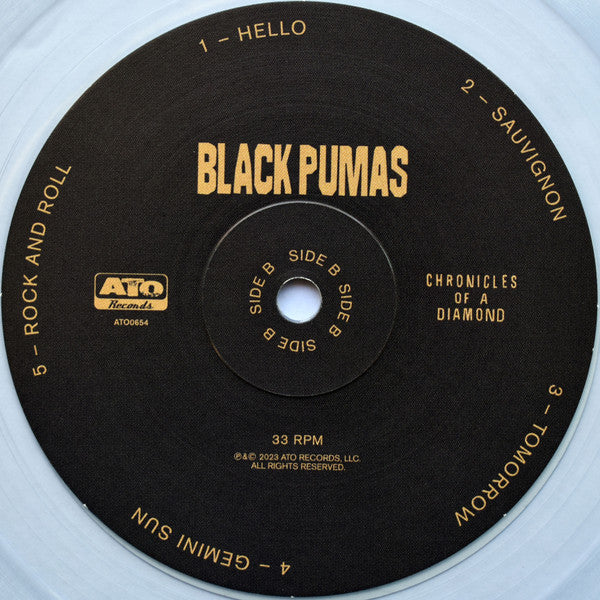 1 – HELLO
2 – SAUVIGNON
3 – TOMORROW
4 – GEMINI SUN
5 – ROCK AND ROLL
BLACK PUMAS
SIDE B SIDE B SIDE B SIDE B
ATO
Records
ATO0654
CHRONICLES
OF A
DIAMOND
33 RPM
℗&© 2023 ATO RECORDS, LLC.
ALL RIGHTS RESERVED.